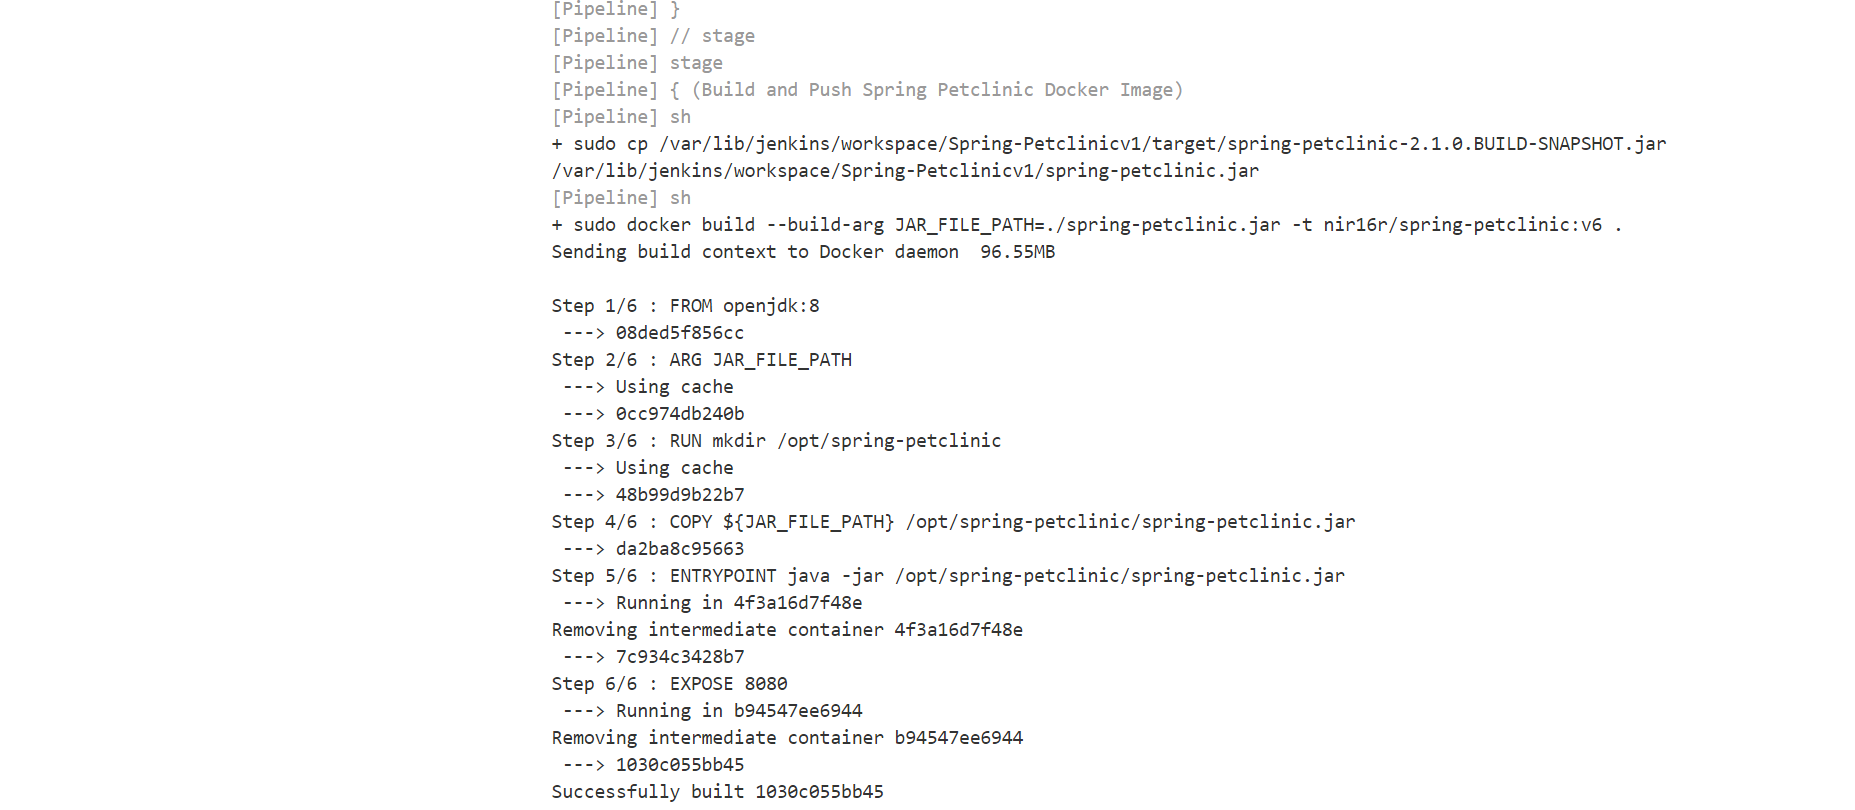 [Pipeline] }
[Pipeline] // stage
[Pipeline] stage
[Pipeline] { (Build and Push Spring Petclinic Docker Image)
[Pipeline] sh
+ sudo cp /var/lib/jenkins/workspace/Spring-Petclinicv1/target/spring-petclinic-2.1.0.BUILD-SNAPSHOT.jar
/var/lib/jenkins/workspace/Spring-Petclinicv1/spring-petclinic.jar
[Pipeline] sh
+ sudo docker build --build-arg JAR_FILE_PATH=./spring-petclinic.jar -t nir16r/spring-petclinic:v6 .
Sending build context to Docker daemon  96.55MB
Step 1/6 : FROM openjdk:8
 ---> 08ded5f856cc
Step 2/6 : ARG JAR_FILE_PATH
 ---> Using cache
 ---> 0cc974db240b
Step 3/6 : RUN mkdir /opt/spring-petclinic
 ---> Using cache
 ---> 48b99d9b22b7
Step 4/6 : COPY ${JAR_FILE_PATH} /opt/spring-petclinic/spring-petclinic.jar
 ---> da2ba8c95663
Step 5/6 : ENTRYPOINT java -jar /opt/spring-petclinic/spring-petclinic.jar
 ---> Running in 4f3a16d7f48e
Removing intermediate container 4f3a16d7f48e
 ---> 7c934c3428b7
Step 6/6 : EXPOSE 8080
 ---> Running in b94547ee6944
Removing intermediate container b94547ee6944
 ---> 1030c055bb45
Successfully built 1030c055bb45